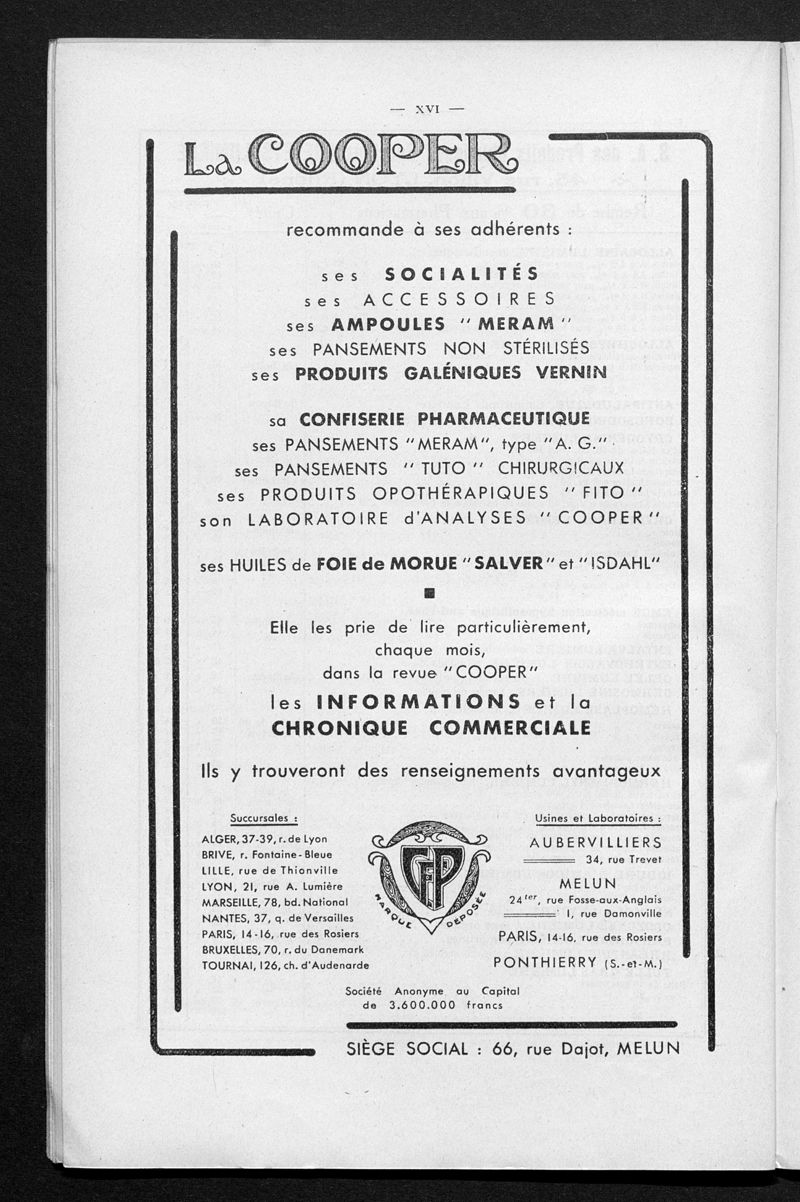 — XVI —
La COOPER
recommande à ses adhérents :
ses SOCIALITÉS
ses ACCESSOIRES
ses AMPOULES "MERAM"
ses PANSEMENTS NON STÉRILISÉS
ses PRODUITS GALÉNIQUES VERNIN
sa CONFISERIE PHARMACEUTIQUE
ses PANSEMENTS "MERAM", type "A. G."
ses PANSEMENTS "TUTO" CHIRURGICAUX
ses PRODUITS OPOTHÉRAPIQUES "FITO"
son LABORATOIRE d'ANALYSES "COOPER"
ses HUILES de FOIE de MORUE "SALVER" et "ISDAHL"
Elle les prie de lire particulièrement,
chaque mois,
dans la revue "COOPER"
les INFORMATIONS et la
CHRONIQUE COMMERCIALE
Ils y trouveront des renseignements avantageux
Succursales :
ALGER, 37-39, r. de Lyon
BRIVE, r. Fontaine-Bleue
LILLE, rue de Thionville
LYON, 21, rue A. Lumière
MARSEILLE, 78, bd. National
NANTES, 37, q. de Versailles
PARIS, 14-16, rue des Rosiers
BRUXELLES, 70, r. du Danemark
TOURNAI, 126, ch. d'Audenarde
CFP
MARQUE DÉPOSÉE
Usines et Laboratoires :
AUBERVILLIERS
34, rue Trevet
MELUN
24ter, rue Fosse-aux-Anglais
1, rue Damonville
PARIS, 14-16, rue des Rosiers
PONTHIERRY (S.-et-M.)
Société Anonyme au Capital
de 3.600.000 francs
SIÈGE SOCIAL : 66, rue Dajot, MELUN